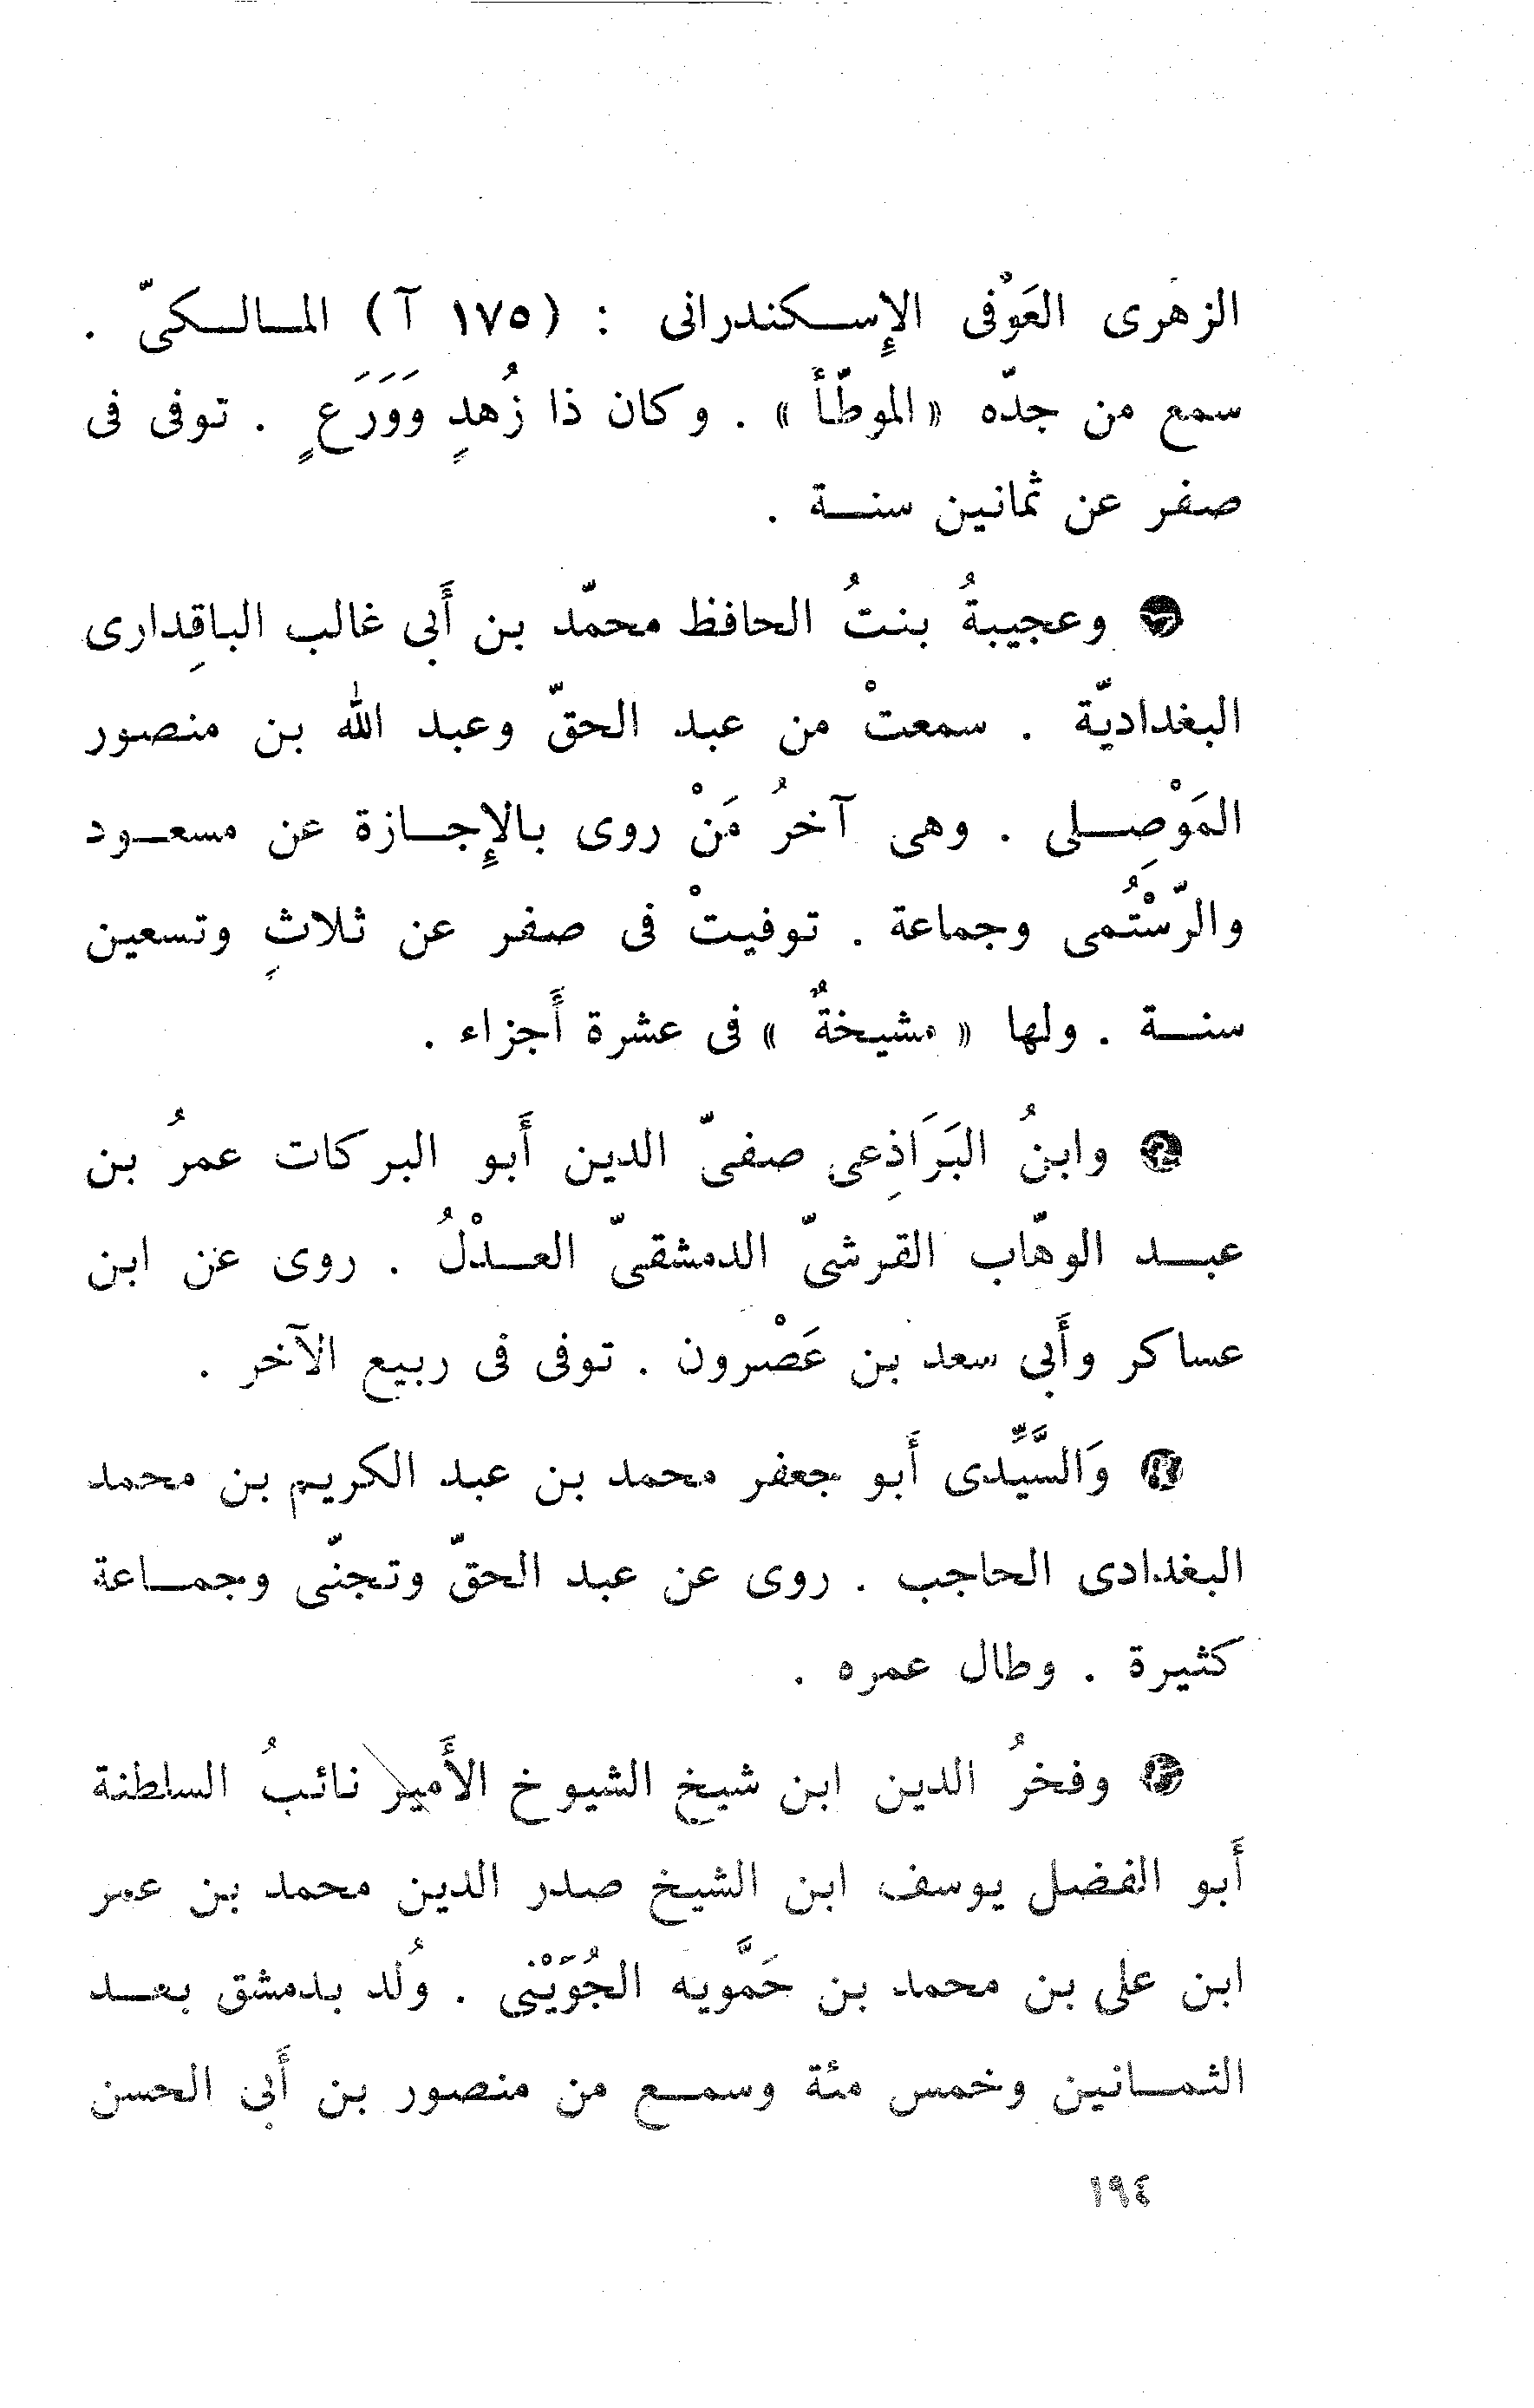 الزهرى العَوْفى الإسكندرانى : (١٧٥ آ) المالكىّ .
سمع من جدّه «الموطّأ» . وكان ذا زُهدٍ وَوَرَعٍ . توفى فى
صفر عن ثمانين سنة .
● وعجيبةُ بنتُ الحافظ محمّد بن أَبى غالب الباقِدارى
البغداديّة . سمعتْ من عبد الحقّ وعبد الله بن منصور
المَوْصِلى . وهى آخرُ مَنْ روى بالإِجازة عن مسعود
والرّسْتُمى وجماعة . توفيتْ فى صفر عن ثلاثٍ وتسعين
سنة . ولها « مشيخةٌ » فى عشرة أَجزاء .
● وابنُ البَرَاذِعى صفىّ الدين أَبو البركات عمرُ بن
عبد الوهّاب القرشىّ الدمشقىّ العدْلُ . روى عن ابن
عساكر وأَبى سعد بن عَصْرون . توفى فى ربيع الآخر .
● وَالسَّيِّدى أَبو جعفر محمد بن عبد الكريم بن محمد
البغدادى الحاجب . روى عن عبد الحقّ وتجنّى وجماعة
كثيرة . وطال عمره .
● وفخرُ الدين ابن شيخ الشيوخ الأَمير نائبُ السلطنة
أَبو الفضل يوسف ابن الشيخ صدر الدين محمد بن عمر
ابن على بن محمد بن حَمَّويه الجُوَيْنى . وُلد بدمشق بعد
الثمانين وخمس مئة وسمع من منصور بن أَبى الحسن
١٩٤